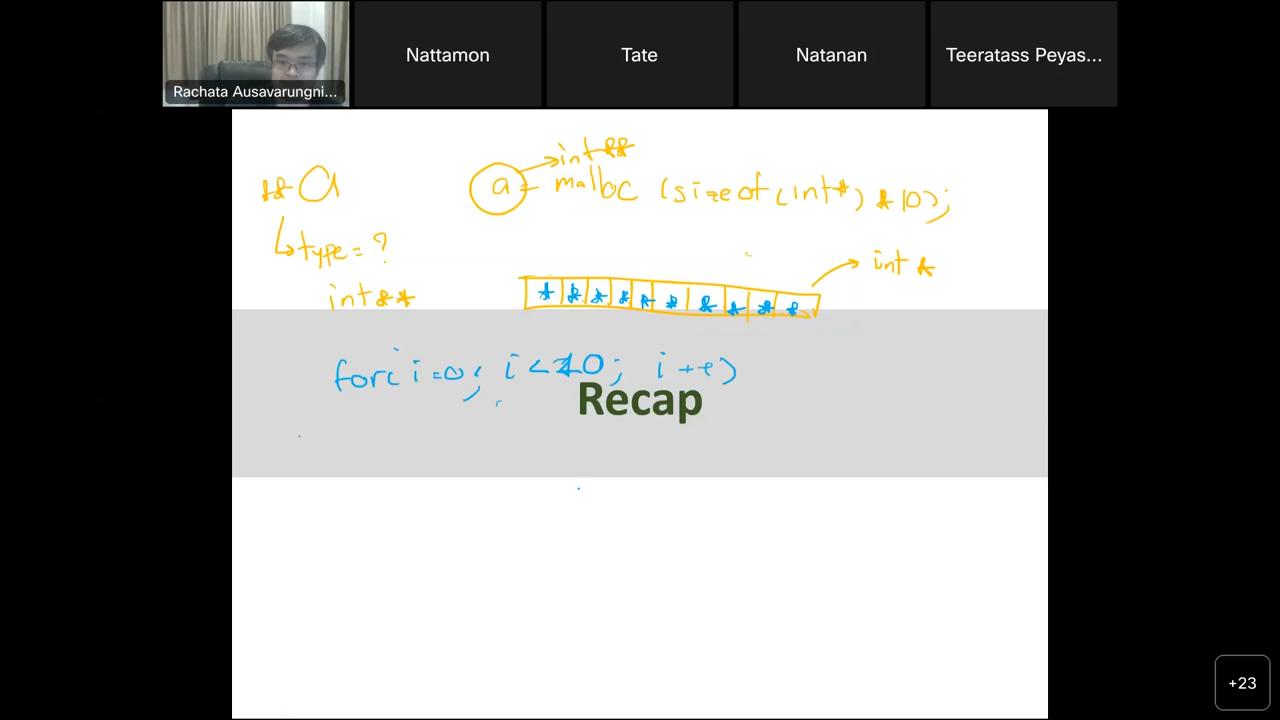 Rachata Ausavarungni...
Nattamon
Tate
Natanan
Teeratass Peyas...
int**
**a
a = malloc (sizeof(int*) * 10);
type = ?
int *
int **
* * * * * * * * * *
for( i=0; i<10; i++)
Recap
+23